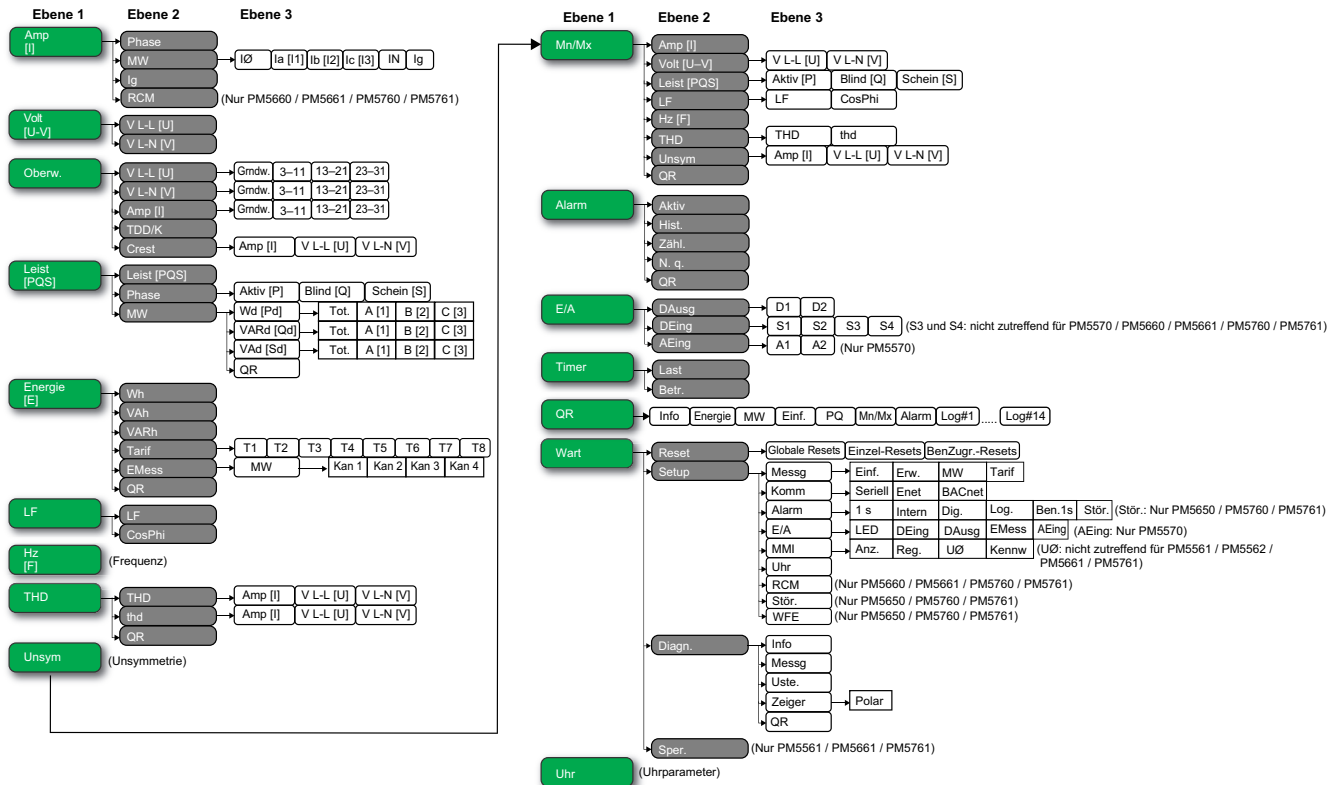 Ebene 1 Ebene 2 Ebene 3
Amp
[I]
Phase
MW
IØ Ia [I1] Ib [I2] Ic [I3] IN Ig
Ig
RCM (Nur PM5660 / PM5661 / PM5760 / PM5761)
Volt
[U-V]
V L-L [U]
V L-N [V]
Oberw.
V L-L [U] Grndw. 3–11 13–21 23–31
V L-N [V] Grndw. 3–11 13–21 23–31
Amp [I] Grndw. 3–11 13–21 23–31
TDD/K
Crest Amp [I] V L-L [U] V L-N [V]
Leist
[PQS]
Leist [PQS]
Phase Aktiv [P] Blind [Q] Schein [S]
MW Wd [Pd] Tot. A [1] B [2] C [3]
VARd [Qd] Tot. A [1] B [2] C [3]
VAd [Sd] Tot. A [1] B [2] C [3]
QR
Energie
[E]
Wh
VAh
VARh
Tarif T1 T2 T3 T4 T5 T6 T7 T8
EMess MW Kan 1 Kan 2 Kan 3 Kan 4
QR
LF
LF
CosPhi
Hz
[F]
(Frequenz)
THD
THD Amp [I] V L-L [U] V L-N [V]
thd Amp [I] V L-L [U] V L-N [V]
QR
Unsym (Unsymmetrie)
Ebene 1 Ebene 2 Ebene 3
Mn/Mx
Amp [I]
Volt [U–V] V L-L [U] V L-N [V]
Leist [PQS] Aktiv [P] Blind [Q] Schein [S]
LF LF CosPhi
Hz [F]
THD THD thd
Unsym Amp [I] V L-L [U] V L-N [V]
QR
Alarm
Aktiv
Hist.
Zähl.
N. q.
QR
E/A
DAusg D1 D2
DEing S1 S2 S3 S4 (S3 und S4: nicht zutreffend für PM5570 / PM5660 / PM5661 / PM5760 / PM5761)
AEing A1 A2 (Nur PM5570)
Timer
Last
Betr.
QR Info Energie MW Einf. PQ Mn/Mx Alarm Log#1 ..... Log#14
Wart
Reset Globale Resets Einzel-Resets BenZugr.-Resets
Setup Messg Einf. Erw. MW Tarif
Komm Seriell Enet BACnet
Alarm 1 s Intern Dig. Log. Ben.1s Stör. (Stör.: Nur PM5650 / PM5760 / PM5761)
E/A LED DEing DAusg EMess AEing (AEing: Nur PM5570)
MMI Anz. Reg. UØ Kennw (UØ: nicht zutreffend für PM5561 / PM5562 /
PM5661 / PM5761)
Uhr
RCM (Nur PM5660 / PM5661 / PM5760 / PM5761)
Stör. (Nur PM5650 / PM5760 / PM5761)
WFE (Nur PM5650 / PM5760 / PM5761)
Diagn. Info
Messg
Uste.
Zeiger Polar
QR
Sper. (Nur PM5561 / PM5661 / PM5761)
Uhr (Uhrparameter)